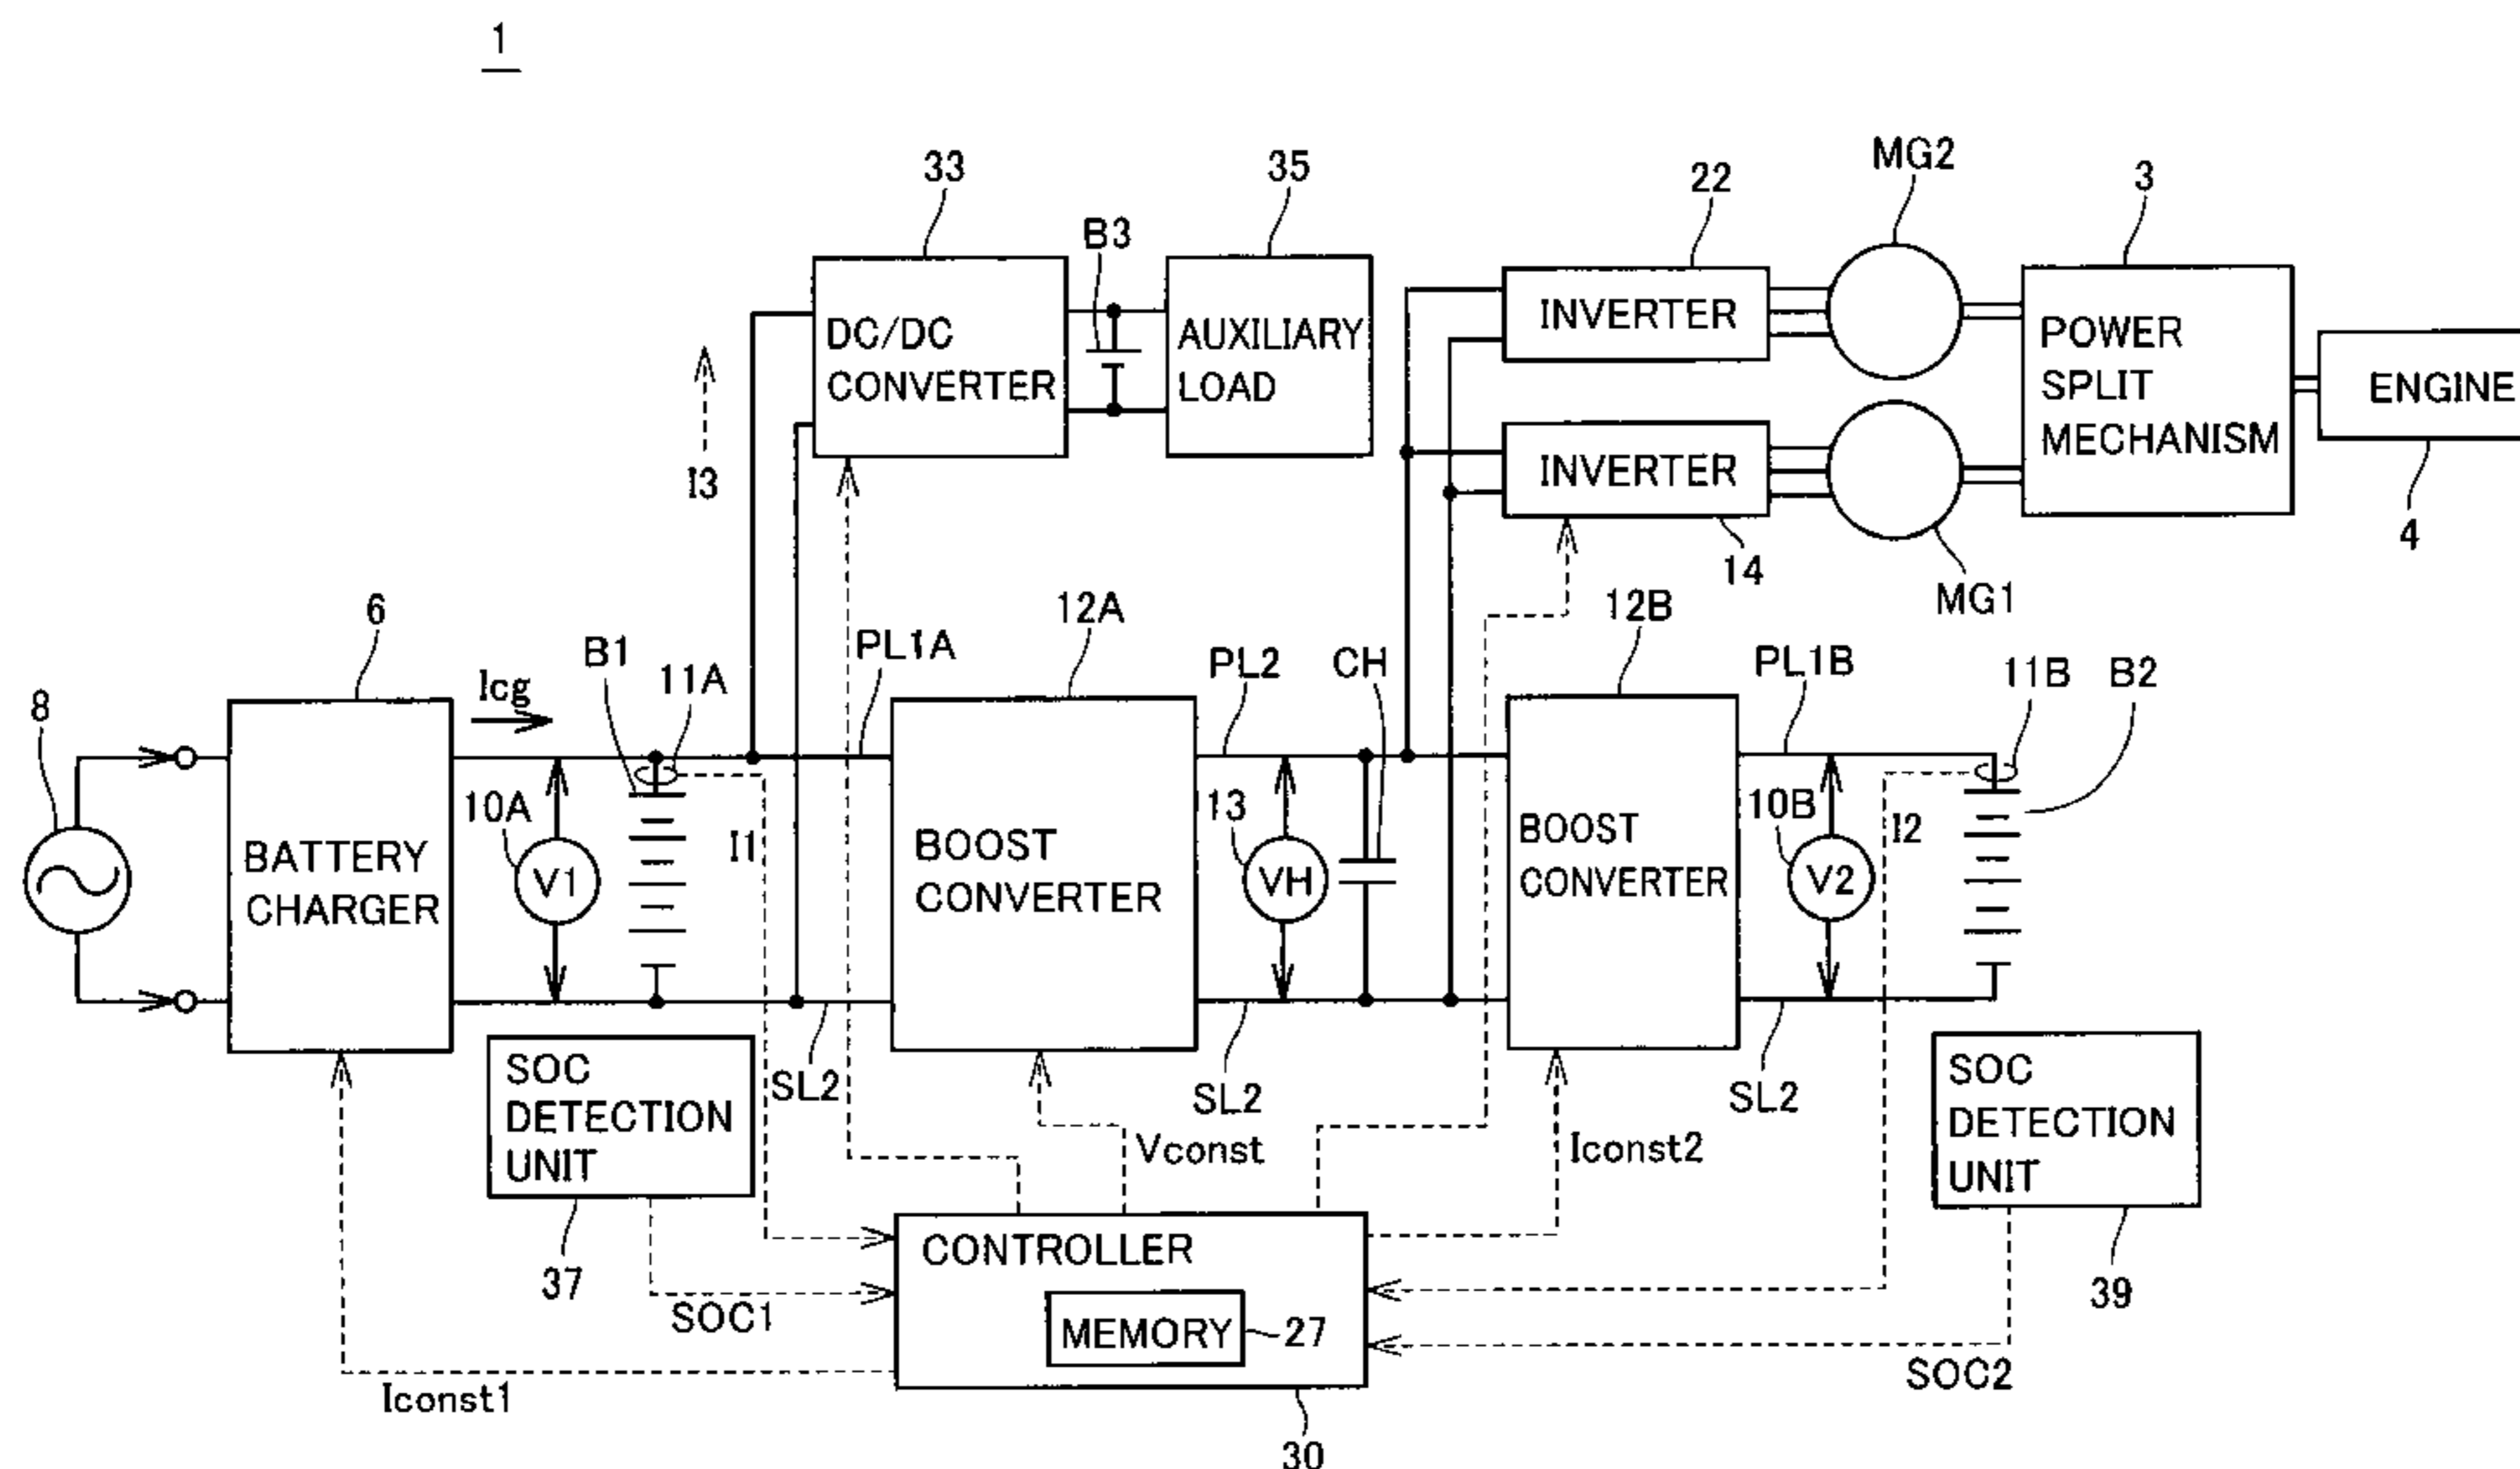 1
33
35
22
MG2
3
B3
DC/DC
CONVERTER
AUXILIARY
LOAD
INVERTER
POWER
SPLIT
MECHANISM
ENGINE
I3
INVERTER
14
MG1
4
6
12A
12B
8
Icg
B1
11A
PL1A
PL2
CH
PL1B
11B
B2
10A
V1
I1
13
VH
10B
V2
I2
BATTERY
CHARGER
BOOST
CONVERTER
BOOST
CONVERTER
SOC
DETECTION
UNIT
SL2
SL2
SL2
SOC
DETECTION
UNIT
Vconst
Iconst2
37
SOC1
CONTROLLER
MEMORY
27
39
SOC2
Iconst1
30